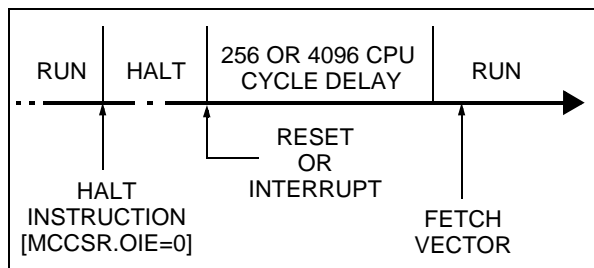 RUN
HALT
256 OR 4096 CPU
CYCLE DELAY
RUN
RESET
OR
INTERRUPT
HALT
INSTRUCTION
[MCCSR.OIE=0]
FETCH
VECTOR